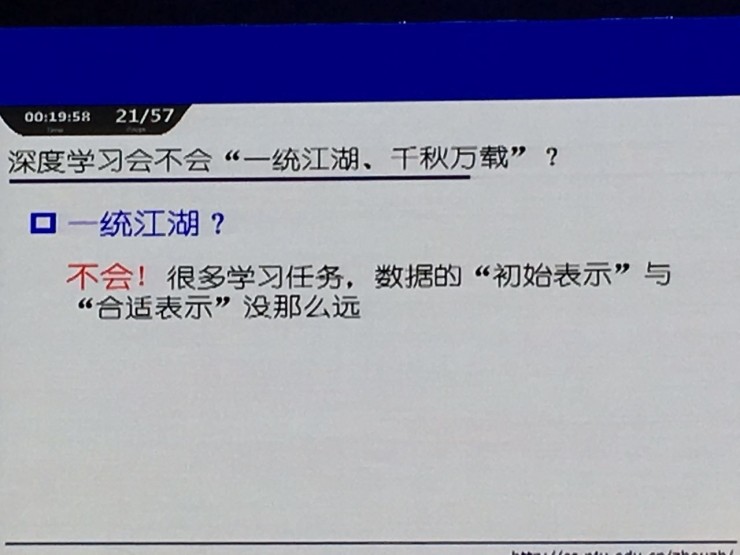 00:19:58 21/57
Time
深度学习会不会“一统江湖、千秋万载”？
一统江湖？
不会！很多学习任务，数据的“初始表示”与
“合适表示”没那么远